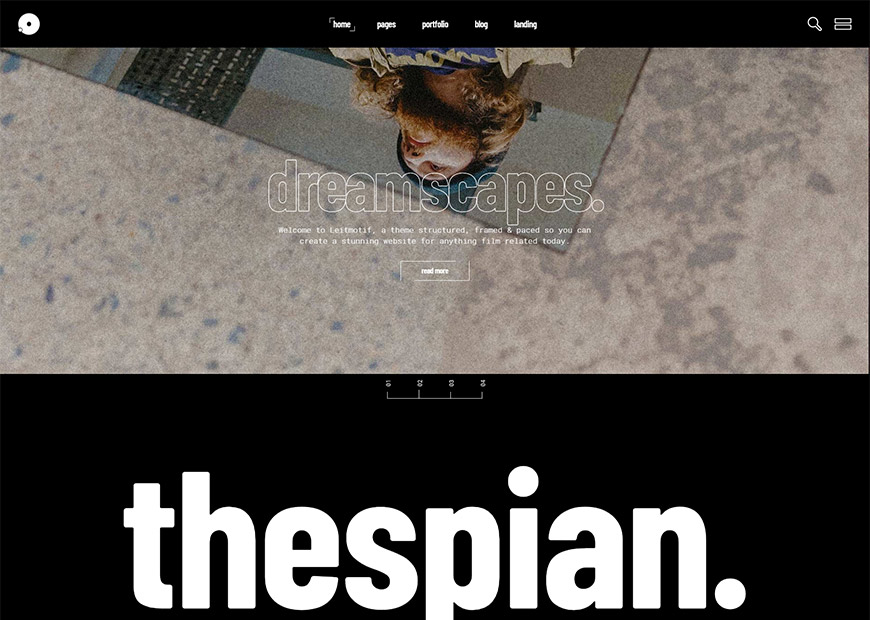 home pages portfolio blog landing
dreamscapes.
Welcome to Leitmotif, a theme structured, framed & paced so you can
create a stunning website for anything film related today.
read more
01 02 03 04
thespian.